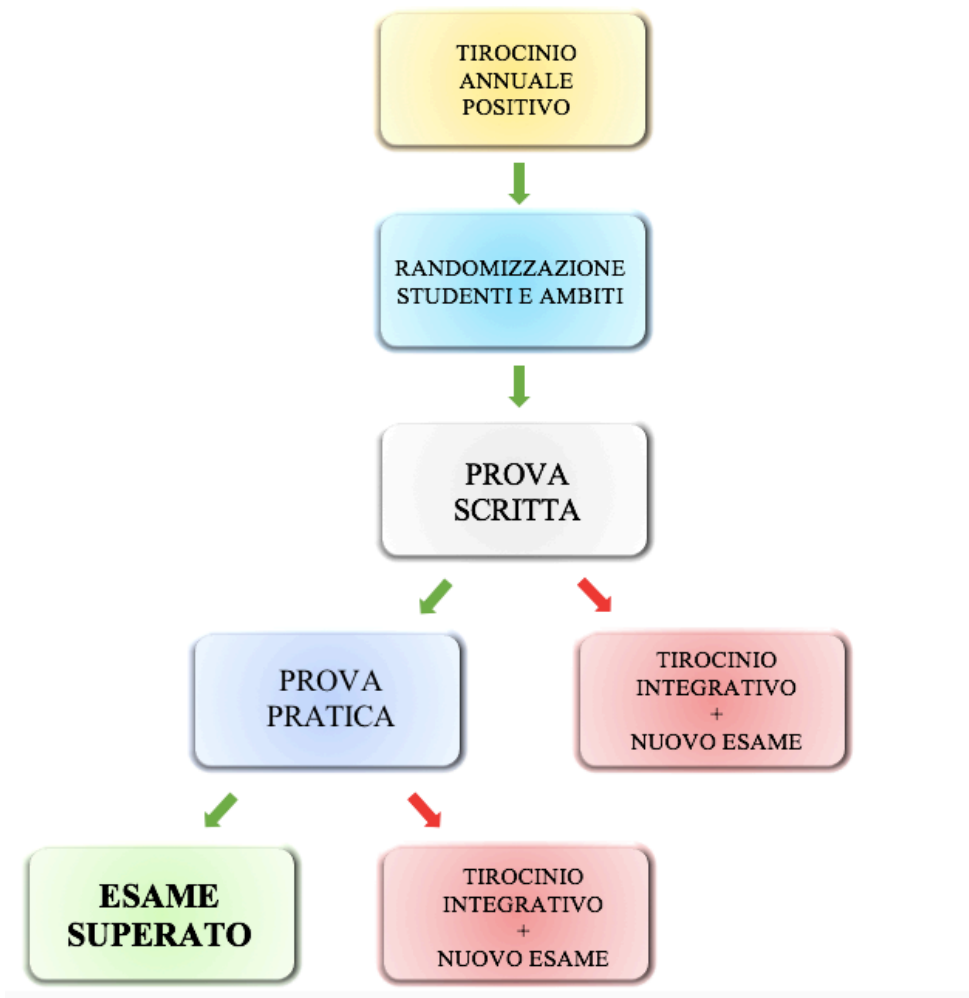 TIROCINIO
ANNUALE
POSITIVO
RANDOMIZZAZIONE
STUDENTI E AMBITI
PROVA
SCRITTA
PROVA
PRATICA
TIROCINIO
INTEGRATIVO
+
NUOVO ESAME
ESAME
SUPERATO
TIROCINIO
INTEGRATIVO
+
NUOVO ESAME